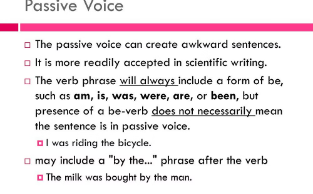 Passive Voice
The passive voice can create awkward sentences.
It is more readily accepted in scientific writing.
The verb phrase will always include a form of be,
such as am, is, was, were, are, or been, but
presence of a be-verb does not necessarily mean
the sentence is in passive voice.
I was riding the bicycle.
may include a "by the..." phrase after the verb
The milk was bought by the man.